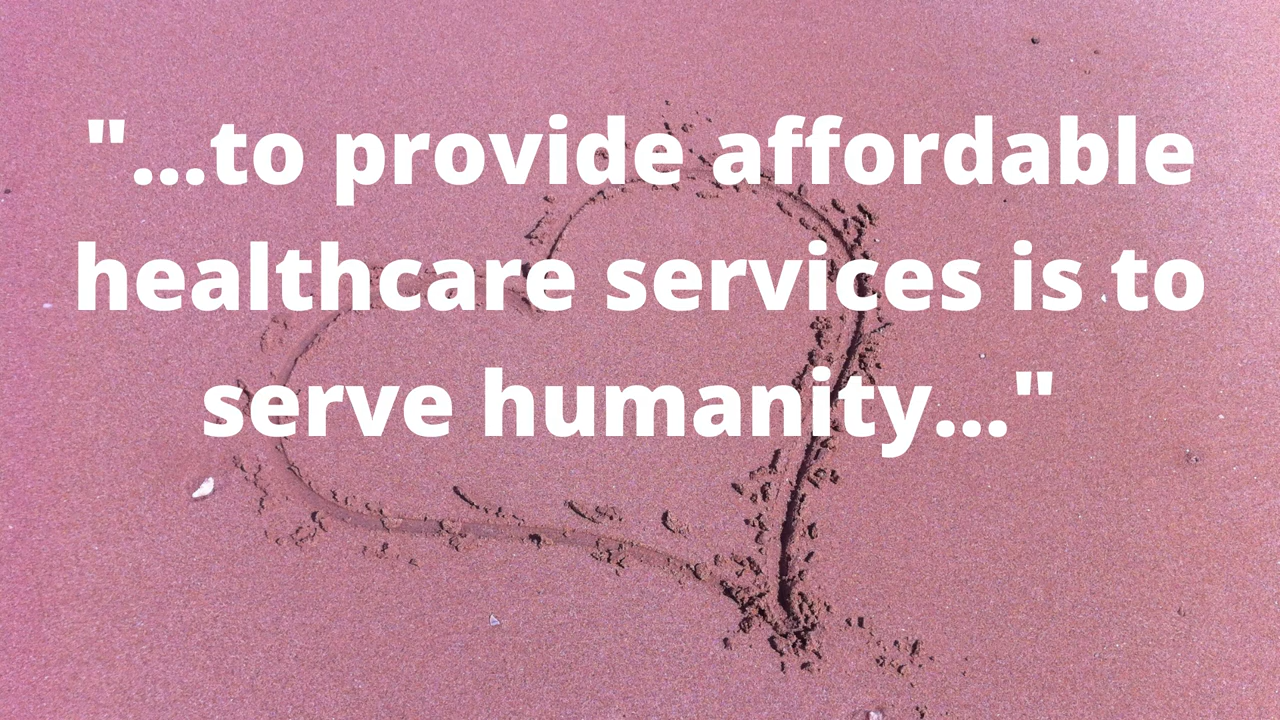 "...to provide affordable
healthcare services is to
serve humanity..."